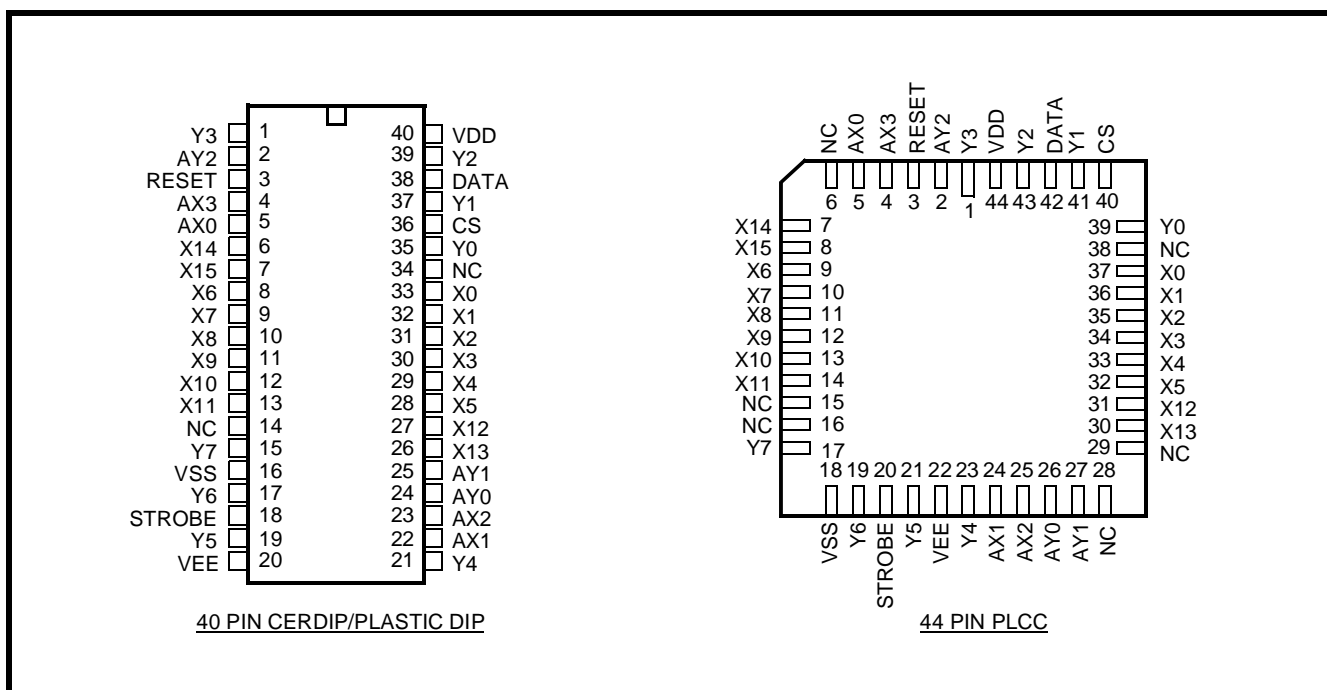 Y3 1 40 VDD
AY2 2 39 Y2
RESET 3 38 DATA
AX3 4 37 Y1
AX0 5 36 CS
X14 6 35 Y0
X15 7 34 NC
X6 8 33 X0
X7 9 32 X1
X8 10 31 X2
X9 11 30 X3
X10 12 29 X4
X11 13 28 X5
NC 14 27 X12
Y7 15 26 X13
VSS 16 25 AY1
Y6 17 24 AY0
STROBE 18 23 AX2
Y5 19 22 AX1
VEE 20 21 Y4
40 PIN CERDIP/PLASTIC DIP
NC AX0 AX3 RESET AY2 Y3 VDD Y2 DATA Y1 CS
6 5 4 3 2 1 44 43 42 41 40
X14 7 39 Y0
X15 8 38 NC
X6 9 37 X0
X7 10 36 X1
X8 11 35 X2
X9 12 34 X3
X10 13 33 X4
X11 14 32 X5
NC 15 31 X12
NC 16 30 X13
Y7 17 29 NC
18 19 20 21 22 23 24 25 26 27 28
VSS Y6 STROBE Y5 VEE Y4 AX1 AX2 AY0 AY1 NC
44 PIN PLCC